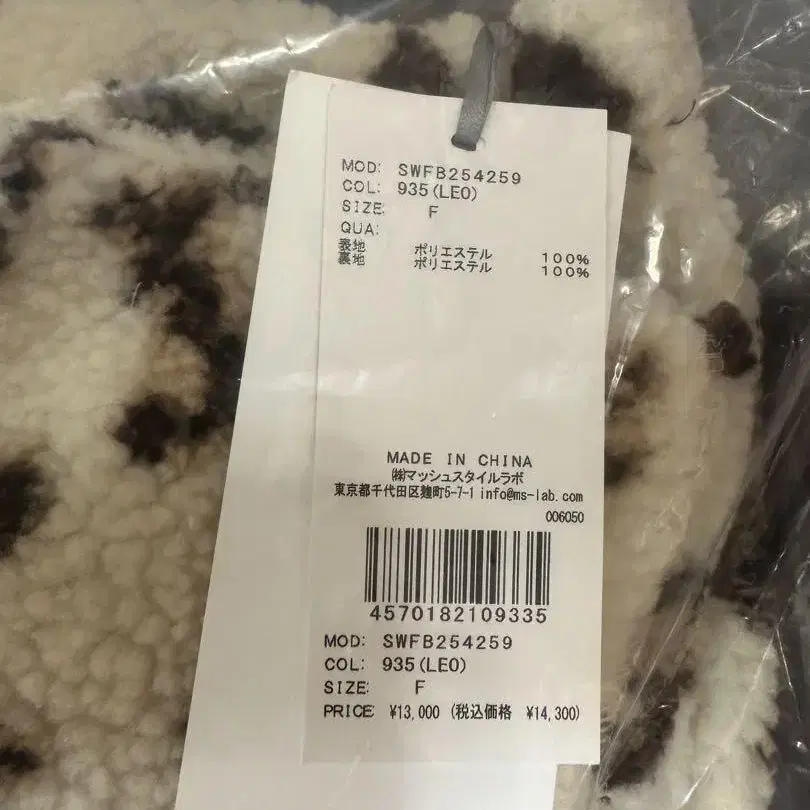 MOD: SWFB254259
COL: 935(LEO)
SIZE: F
QUA:
表地 ポリエステル 100%
裏地 ポリエステル 100%
MADE IN CHINA
㈱マッシュスタイルラボ
東京都千代田区麹町5-7-1 info@ms-lab.com
006050
4570182109335
MOD: SWFB254259
COL: 935(LEO)
SIZE: F
PRICE: ¥13,000 (税込価格 ¥14,300)